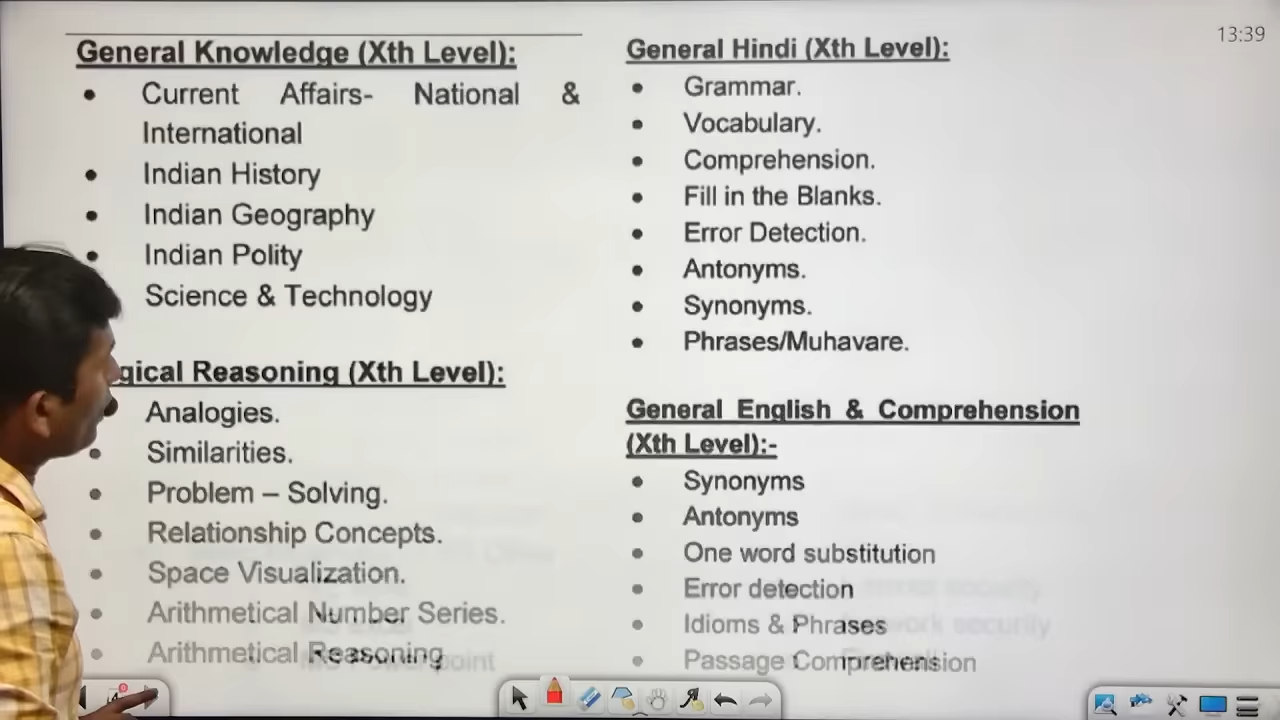 General Knowledge (Xth Level):
Current Affairs- National &
International
Indian History
Indian Geography
Indian Polity
Science & Technology
gical Reasoning (Xth Level):
Analogies.
Similarities.
Problem – Solving.
Relationship Concepts.
Space Visualization.
Arithmetical Number Series.
Arithmetical Reasoning
General Hindi (Xth Level):
Grammar.
Vocabulary.
Comprehension.
Fill in the Blanks.
Error Detection.
Antonyms.
Synonyms.
Phrases/Muhavare.
General English & Comprehension
(Xth Level):-
Synonyms
Antonyms
One word substitution
Error detection
Idioms & Phrases
Passage Comprehension
13:39